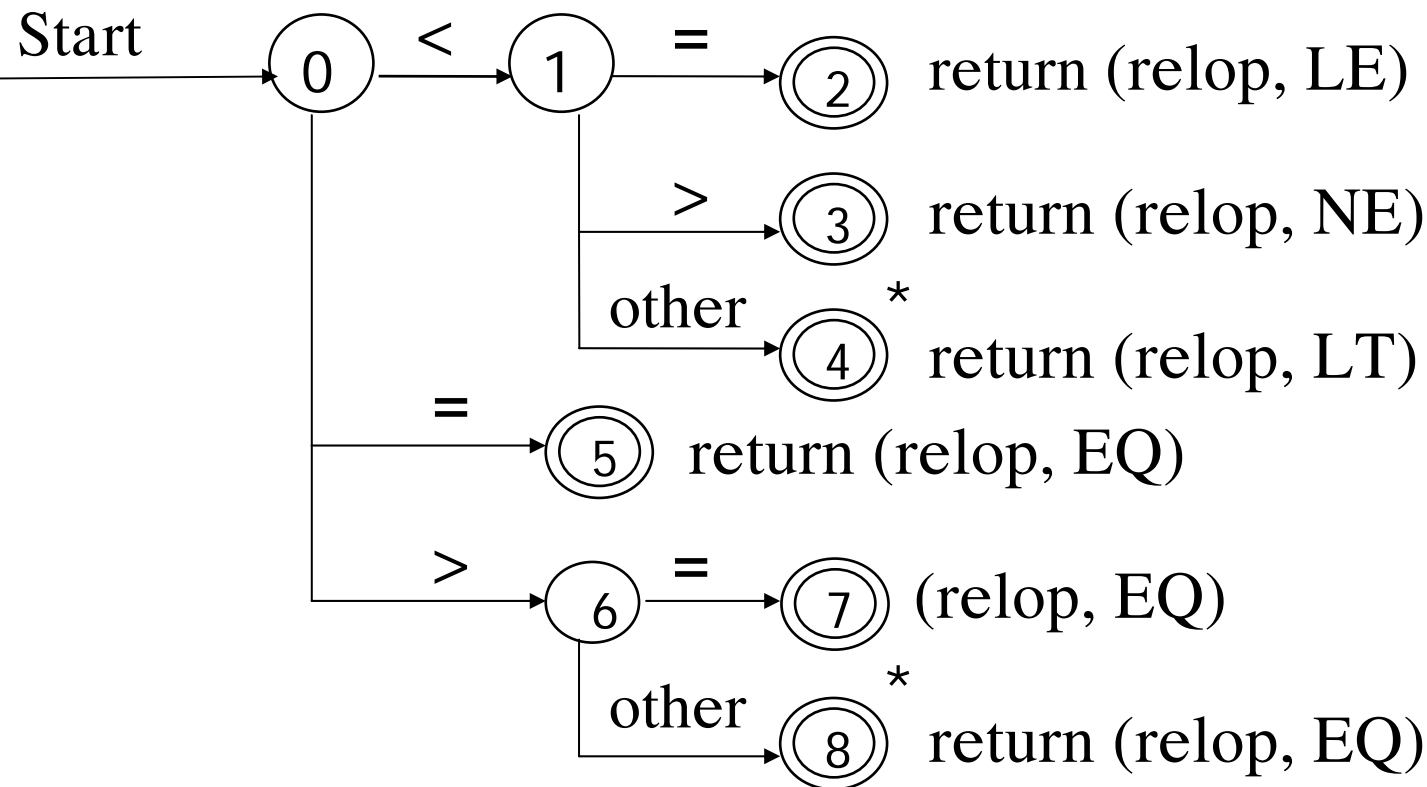 Start
0 < 1 = 2 return (relop, LE)
> 3 return (relop, NE)
other 4 * return (relop, LT)
= 5 return (relop, EQ)
> 6 = 7 (relop, EQ)
other 8 * return (relop, EQ)